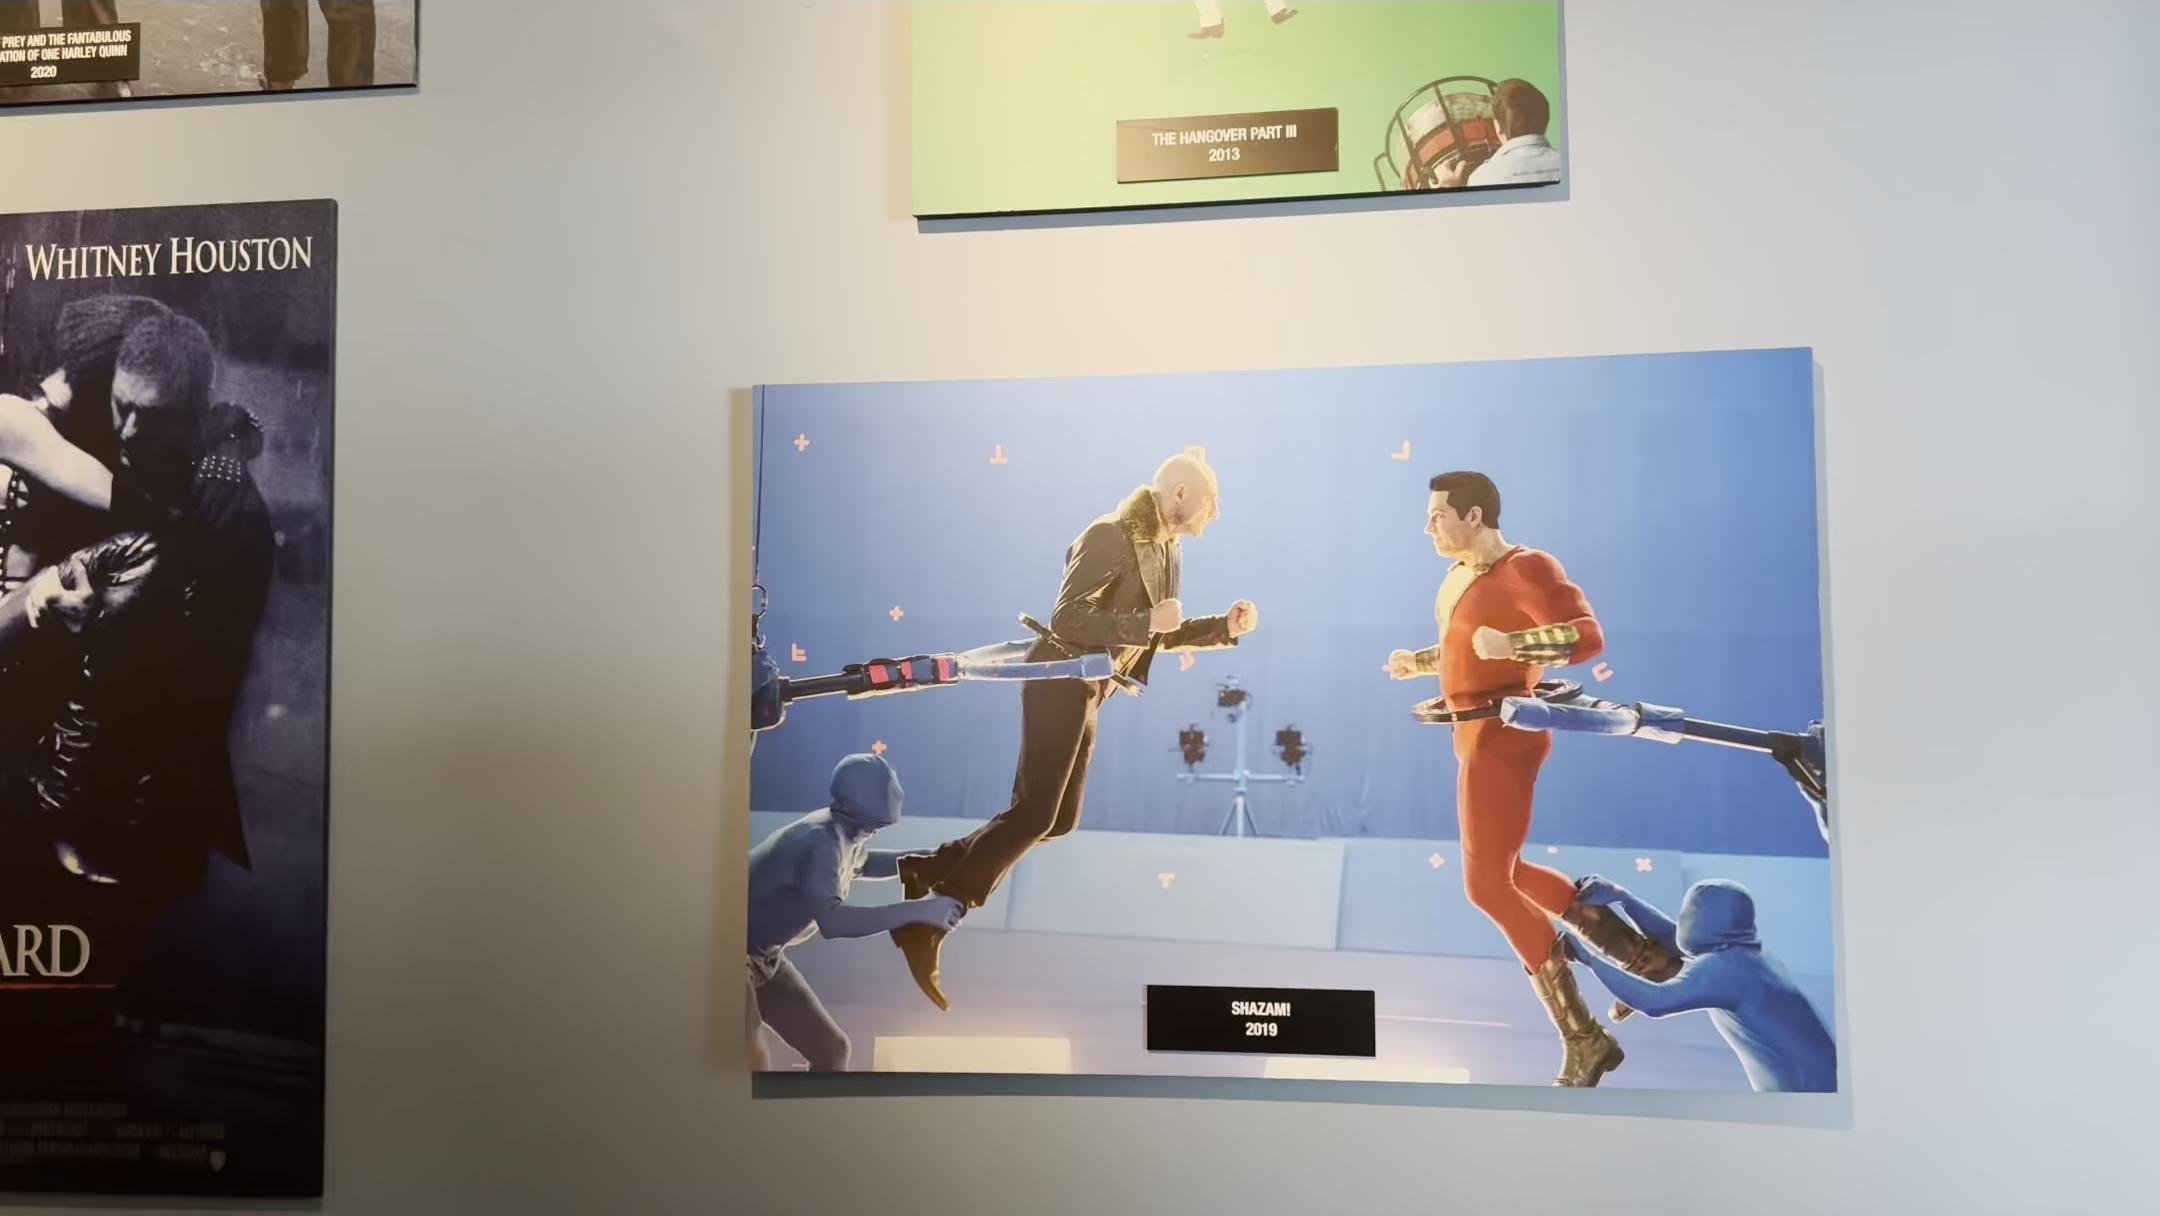 PREY AND THE FANTABULOUS
ATION OF ONE HARLEY QUINN
2020
THE HANGOVER PART III
2013
WHITNEY HOUSTON
ARD
SHAZAM!
2019